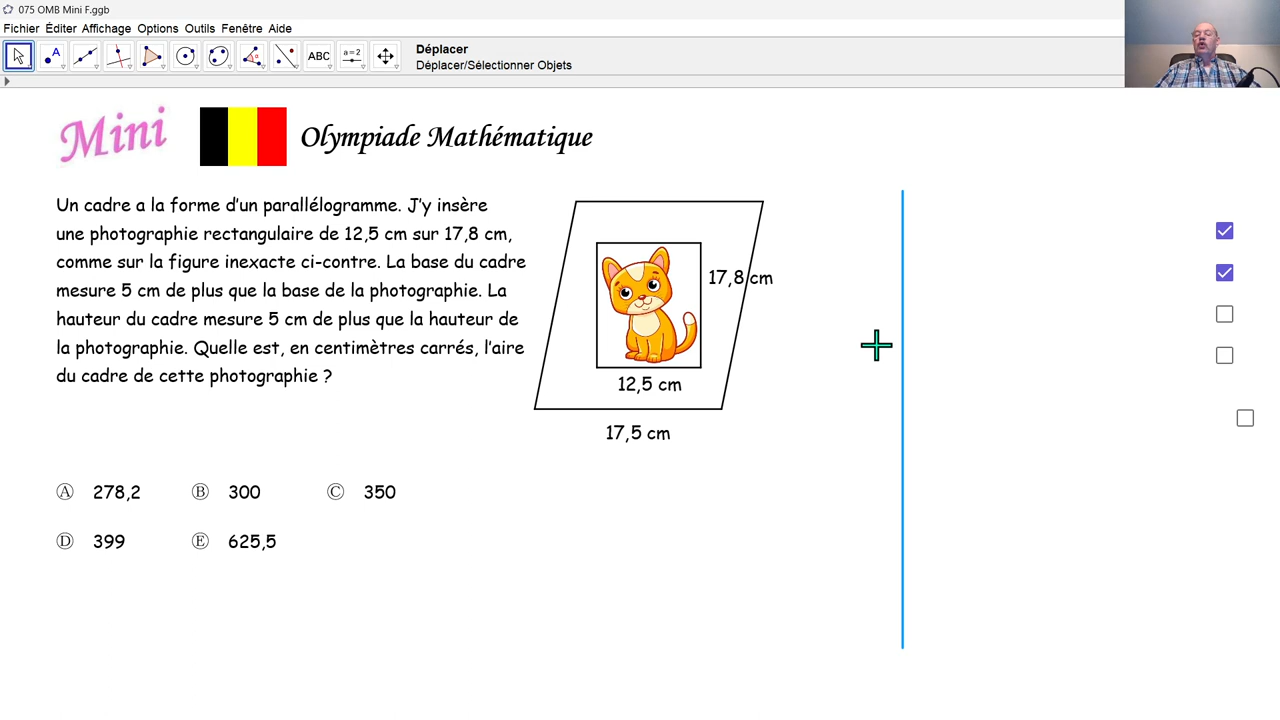 075 OMB Mini F.ggb
Fichier Éditer Affichage Options Outils Fenêtre Aide
A
ABC
a=2
Déplacer
Déplacer/Sélectionner Objets
Mini
Olympiade Mathématique
Un cadre a la forme d'un parallélogramme. J'y insère
une photographie rectangulaire de 12,5 cm sur 17,8 cm,
comme sur la figure inexacte ci-contre. La base du cadre
mesure 5 cm de plus que la base de la photographie. La
hauteur du cadre mesure 5 cm de plus que la hauteur de
la photographie. Quelle est, en centimètres carrés, l'aire
du cadre de cette photographie ?
17,8 cm
12,5 cm
17,5 cm
Ⓐ 278,2 Ⓑ 300 Ⓒ 350
Ⓓ 399 Ⓔ 625,5